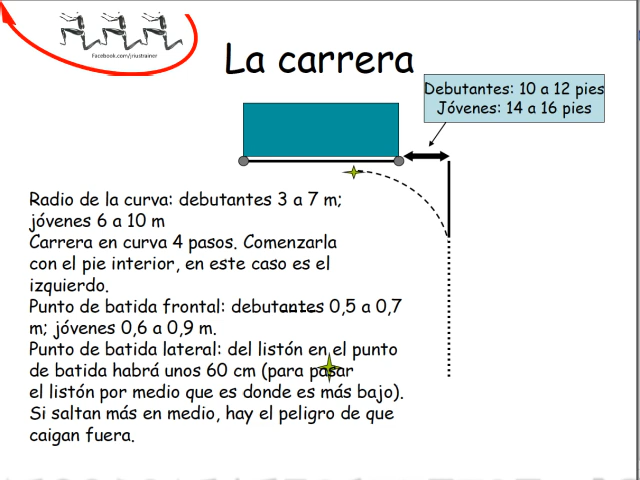 Facebook.com/jriustrainer
La carrera
Debutantes: 10 a 12 pies
Jóvenes: 14 a 16 pies
Radio de la curva: debutantes 3 a 7 m;
jóvenes 6 a 10 m
Carrera en curva 4 pasos. Comenzarla
con el pie interior, en este caso es el
izquierdo.
Punto de batida frontal: debutantes 0,5 a 0,7
m; jóvenes 0,6 a 0,9 m.
Punto de batida lateral: del listón en el punto
de batida habrá unos 60 cm (para pasar
el listón por medio que es donde es más bajo).
Si saltan más en medio, hay el peligro de que
caigan fuera.